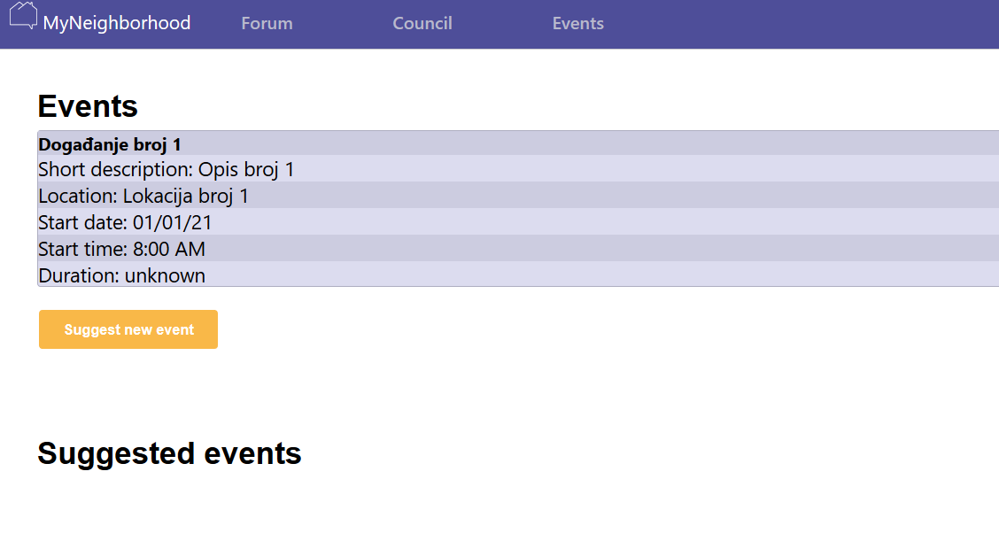 MyNeighborhood Forum Council Events
Events
Događanje broj 1
Short description: Opis broj 1
Location: Lokacija broj 1
Start date: 01/01/21
Start time: 8:00 AM
Duration: unknown
Suggest new event
Suggested events